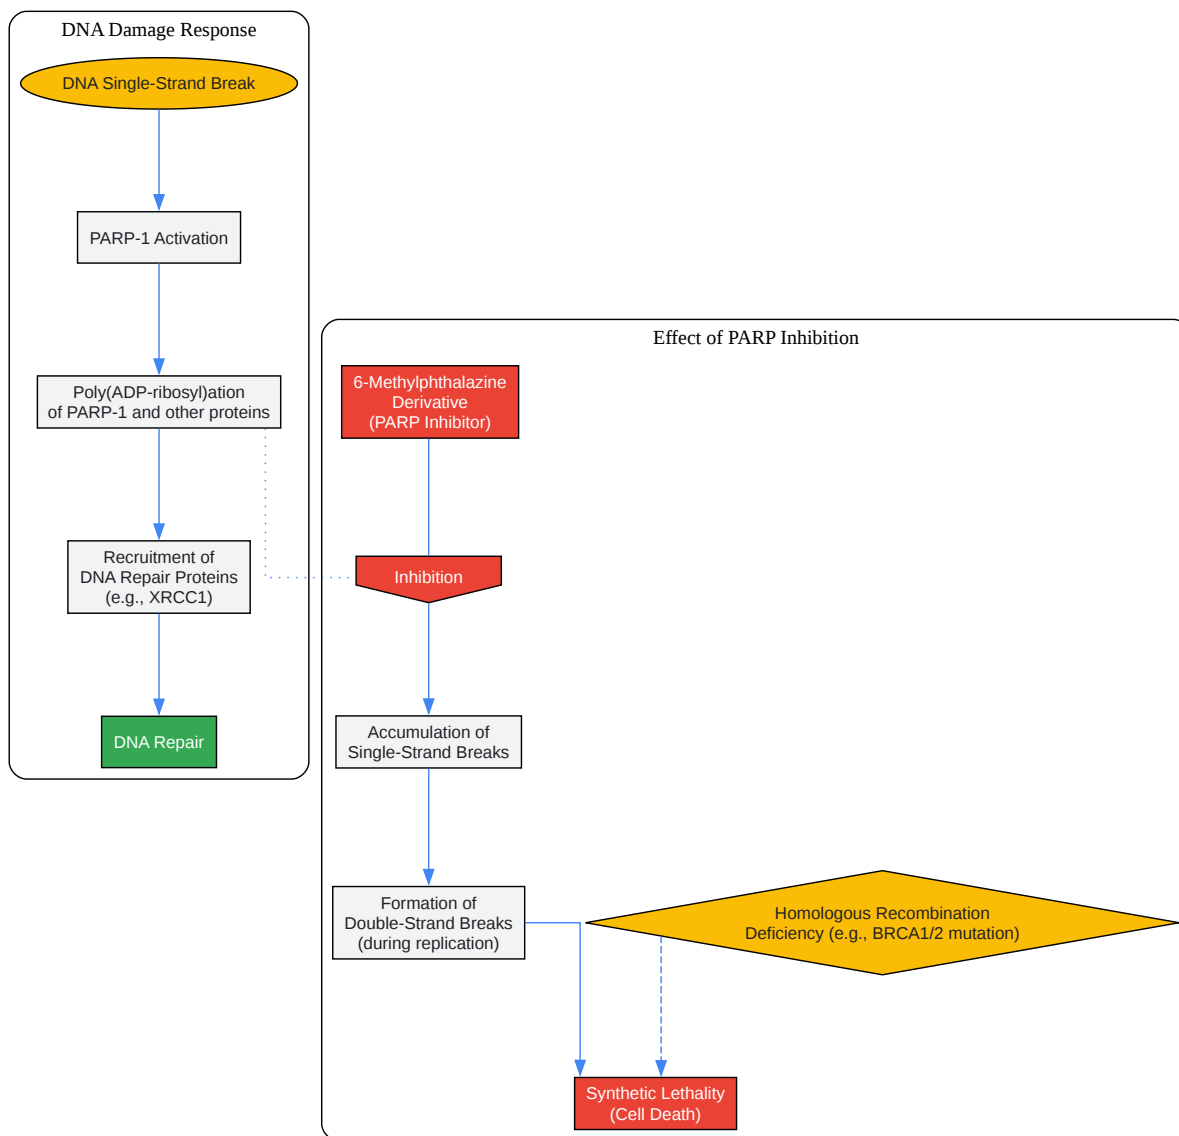 DNA Damage Response
DNA Single-Strand Break
PARP-1 Activation
Poly(ADP-ribosyl)ation
of PARP-1 and other proteins
Recruitment of
DNA Repair Proteins
(e.g., XRCC1)
DNA Repair
Effect of PARP Inhibition
6-Methylphthalazine
Derivative
(PARP Inhibitor)
Inhibition
Accumulation of
Single-Strand Breaks
Formation of
Double-Strand Breaks
(during replication)
Homologous Recombination
Deficiency (e.g., BRCA1/2 mutation)
Synthetic Lethality
(Cell Death)